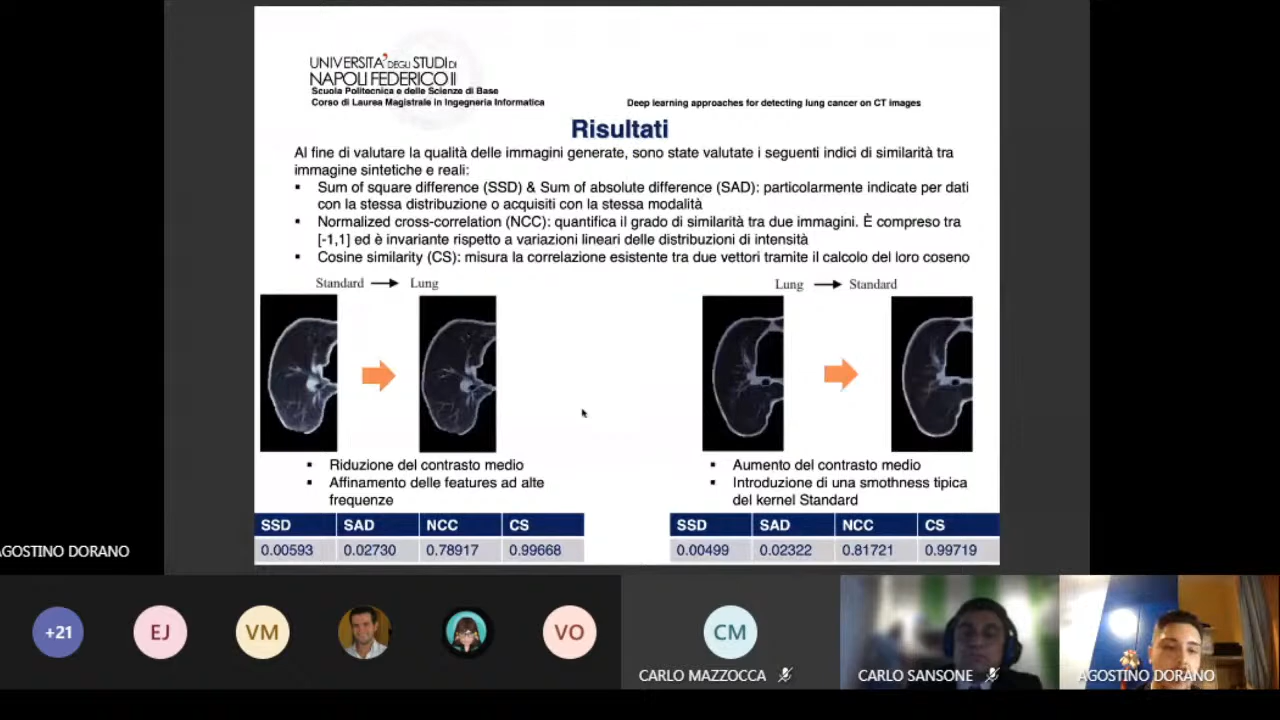 UNIVERSITA' DEGLI STUDI DI
NAPOLI FEDERICO II
Scuola Politecnica e delle Scienze di Base
Corso di Laurea Magistrale in Ingegneria Informatica
Deep learning approaches for detecting lung cancer on CT images
Risultati
Al fine di valutare la qualità delle immagini generate, sono state valutate i seguenti indici di similarità tra
immagine sintetiche e reali:
▪ Sum of square difference (SSD) & Sum of absolute difference (SAD): particolarmente indicate per dati
con la stessa distribuzione o acquisiti con la stessa modalità
▪ Normalized cross-correlation (NCC): quantifica il grado di similarità tra due immagini. È compreso tra
[-1,1] ed è invariante rispetto a variazioni lineari delle distribuzioni di intensità
▪ Cosine similarity (CS): misura la correlazione esistente tra due vettori tramite il calcolo del loro coseno
Standard → Lung
Lung → Standard
▪ Riduzione del contrasto medio
▪ Affinamento delle features ad alte
frequenze
▪ Aumento del contrasto medio
▪ Introduzione di una smothness tipica
del kernel Standard
SSD SAD NCC CS
0.00593 0.02730 0.78917 0.99668
SSD SAD NCC CS
0.00499 0.02322 0.81721 0.99719
AGOSTINO DORANO
+21
EJ
VM
VO
CM
CARLO MAZZOCCA
CARLO SANSONE
AGOSTINO DORANO